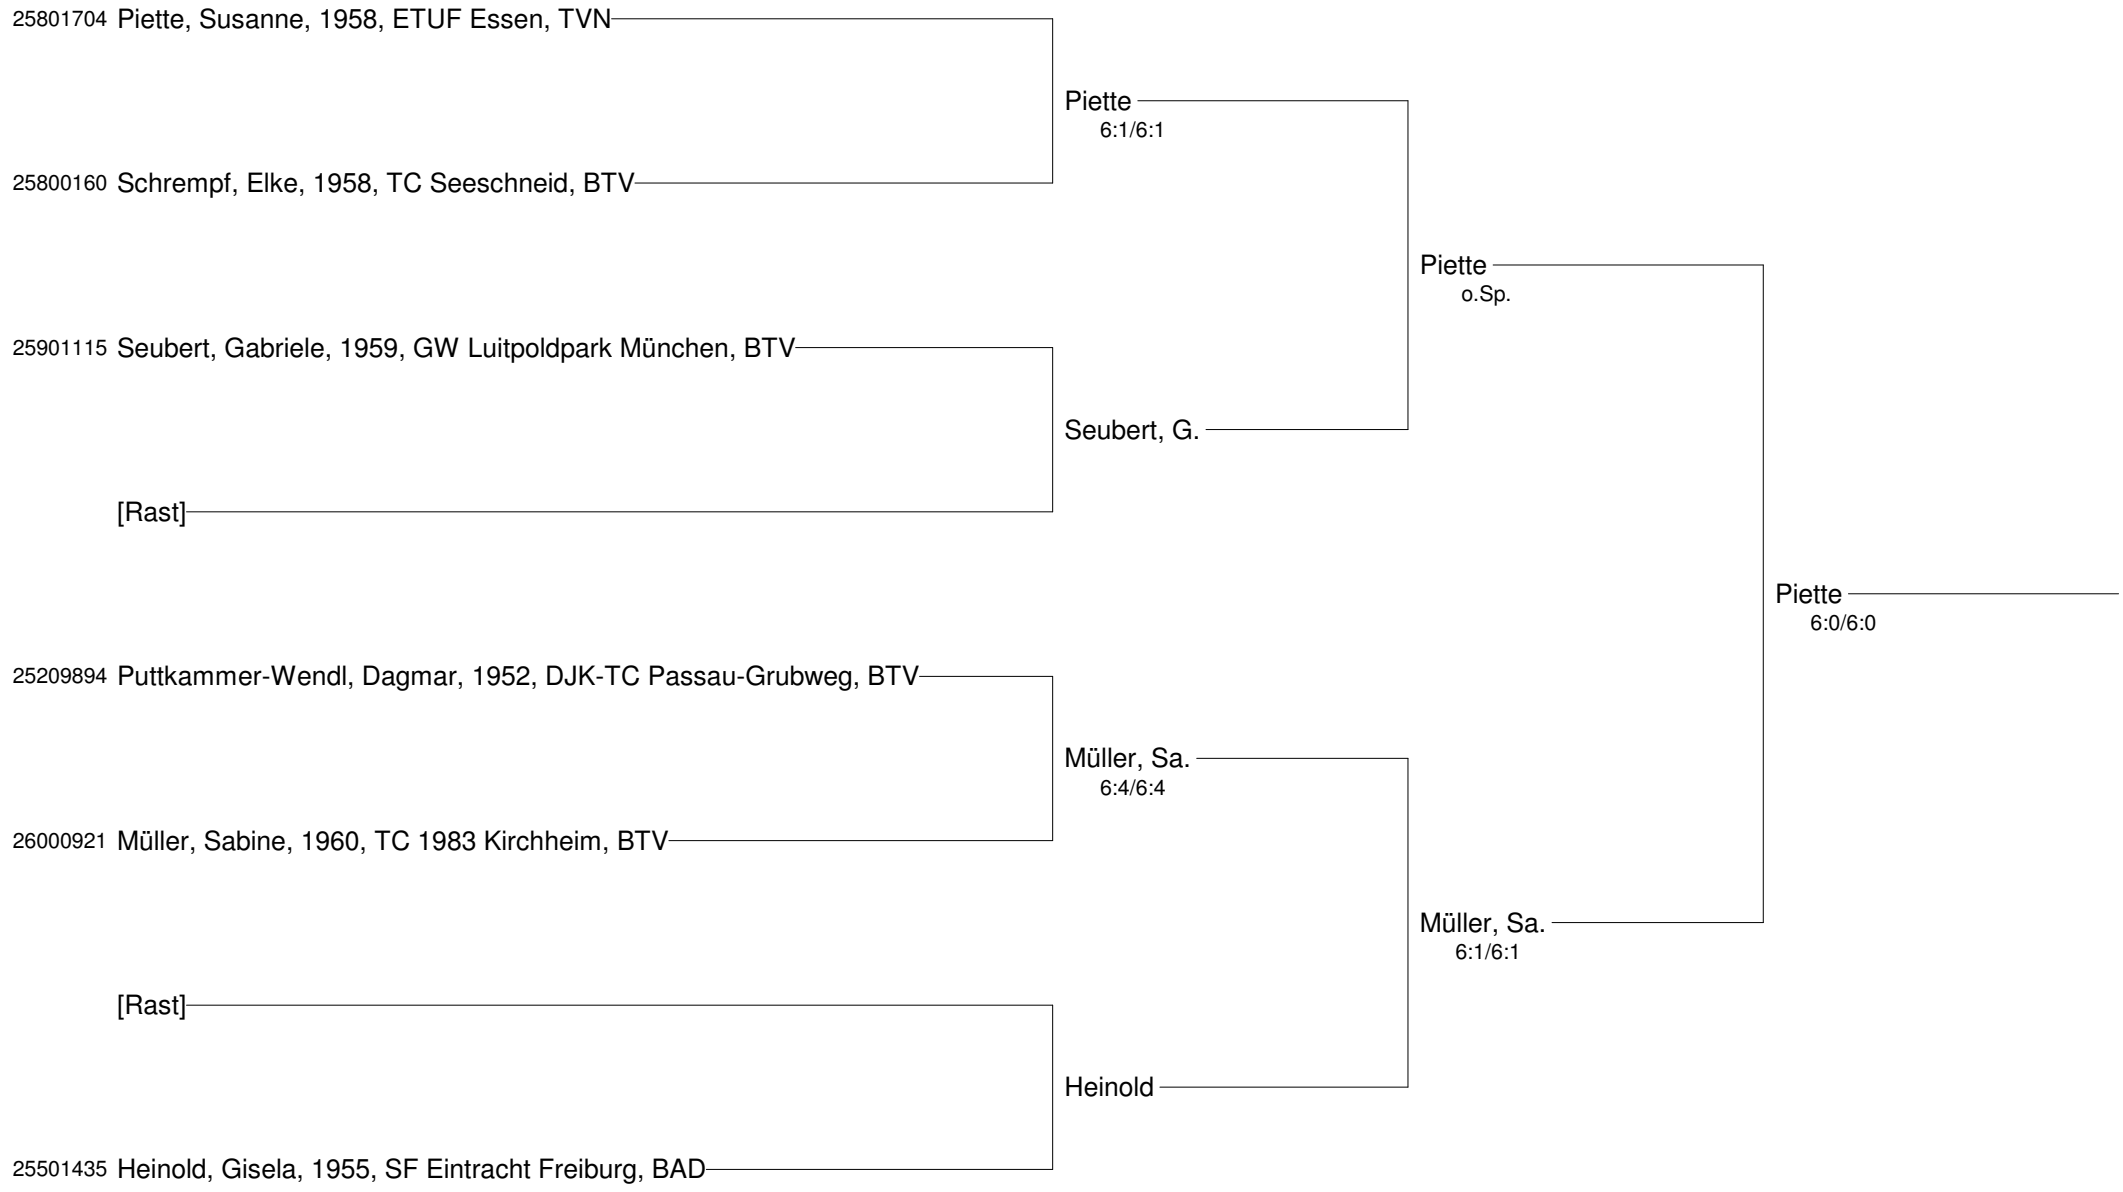 25801704 Piette, Susanne, 1958, ETUF Essen, TVN
Piette
6:1/6:1
25800160 Schrempf, Elke, 1958, TC Seeschneid, BTV
Piette
o.Sp.
25901115 Seubert, Gabriele, 1959, GW Luitpoldpark München, BTV
Seubert, G.
[Rast]
Piette
6:0/6:0
25209894 Puttkammer-Wendl, Dagmar, 1952, DJK-TC Passau-Grubweg, BTV
Müller, Sa.
6:4/6:4
26000921 Müller, Sabine, 1960, TC 1983 Kirchheim, BTV
Müller, Sa.
6:1/6:1
[Rast]
Heinold
25501435 Heinold, Gisela, 1955, SF Eintracht Freiburg, BAD